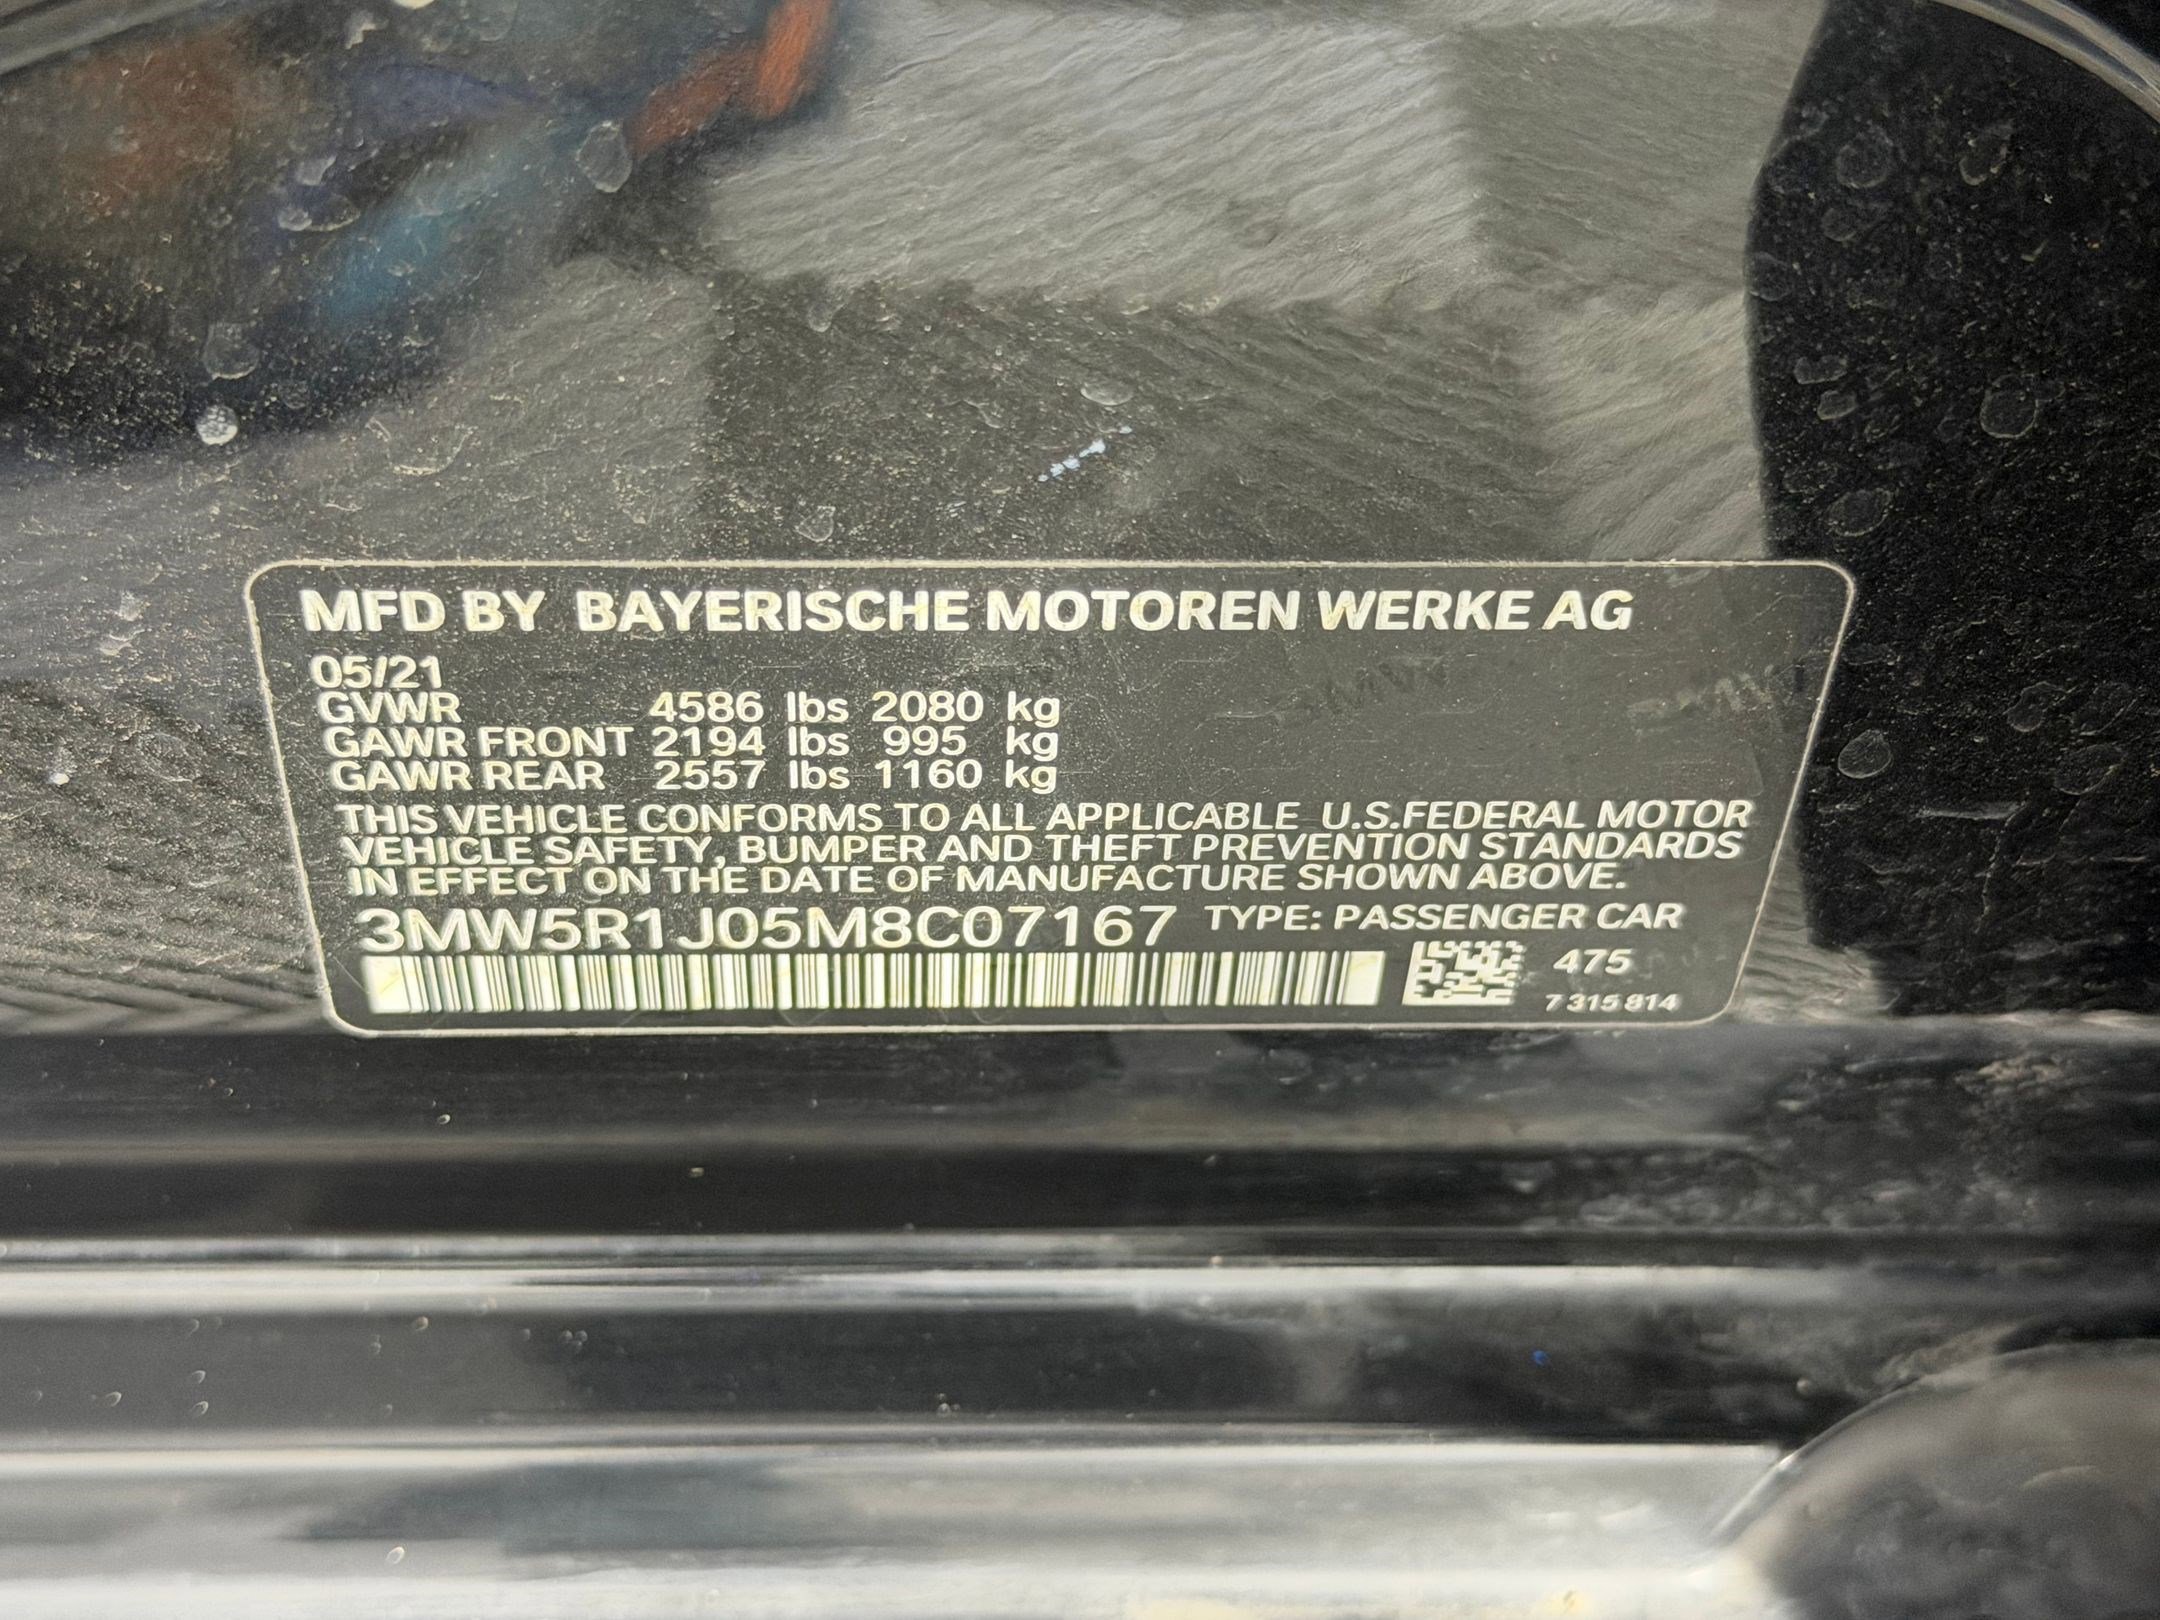 MFD BY BAYERISCHE MOTOREN WERKE AG
05/21
GVWR 4586 lbs 2080 kg
GAWR FRONT 2194 lbs 995 kg
GAWR REAR 2557 lbs 1160 kg
THIS VEHICLE CONFORMS TO ALL APPLICABLE U.S.FEDERAL MOTOR
VEHICLE SAFETY, BUMPER AND THEFT PREVENTION STANDARDS
IN EFFECT ON THE DATE OF MANUFACTURE SHOWN ABOVE.
3MW5R1J05M8C07167 TYPE: PASSENGER CAR
475
7 315 814